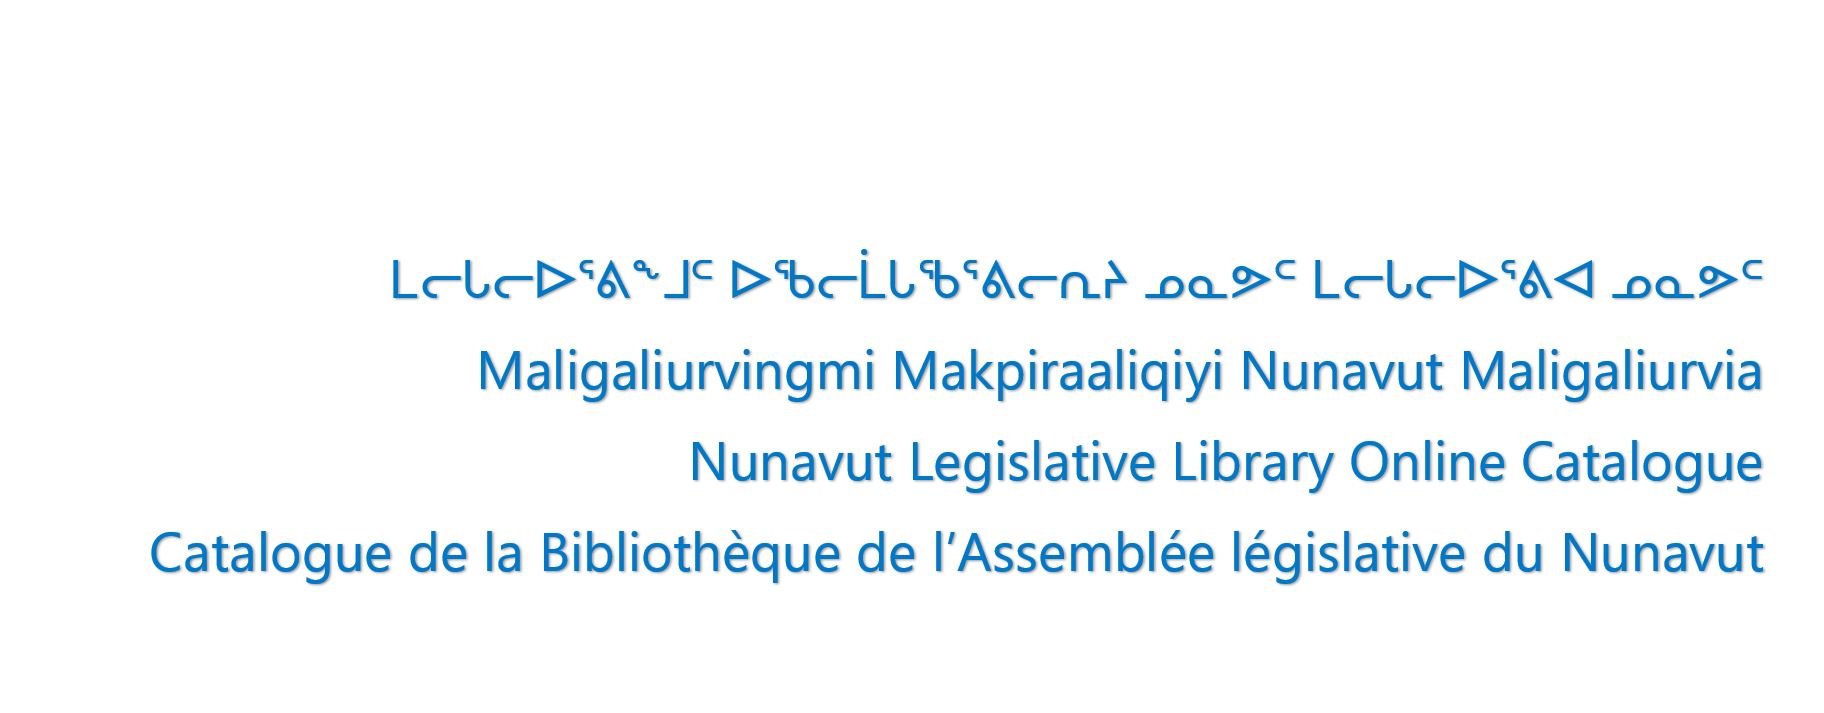 ᒪᓕᒐᓕᐅᕐᕕᖕᒧᑦ ᐅᖃᓕᒫᒐᖃᕐᕕᓕᕆᔨ ᓄᓇᕗᑦ ᒪᓕᒐᓕᐅᕐᕕᐊ ᓄᓇᕗᑦ
Maligaliurvingmi Makpiraaliqiyi Nunavut Maligaliurvia
Nunavut Legislative Library Online Catalogue
Catalogue de la Bibliothèque de l’Assemblée législative du Nunavut